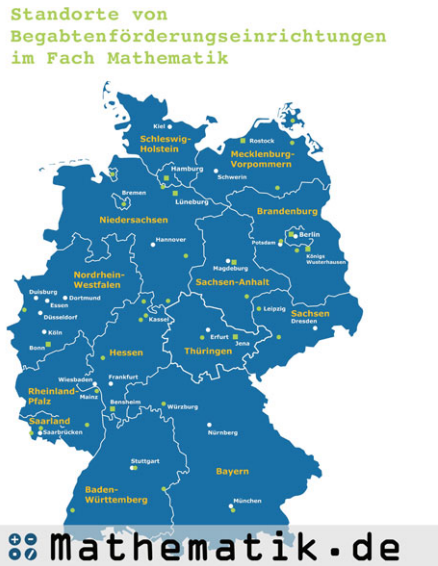 Standorte von
Begabtenförderungseinrichtungen
im Fach Mathematik
Kiel
Schleswig-
Holstein
Rostock
Mecklenburg-
Vorpommern
Hamburg
Schwerin
Bremen
Lüneburg
Brandenburg
Niedersachsen
Berlin
Hannover
Potsdam
Königs
Wusterhausen
Magdeburg
Nordrhein-
Westfalen
Sachsen-Anhalt
Duisburg
Dortmund
Essen
Leipzig
Sachsen
Düsseldorf
Kassel
Dresden
Köln
Erfurt
Jena
Bonn
Hessen
Thüringen
Wiesbaden
Frankfurt
Rheinland-
Pfalz
Mainz
Bensheim
Würzburg
Saarland
Saarbrücken
Nürnberg
Stuttgart
Bayern
Baden-
Württemberg
München
Mathematik.de